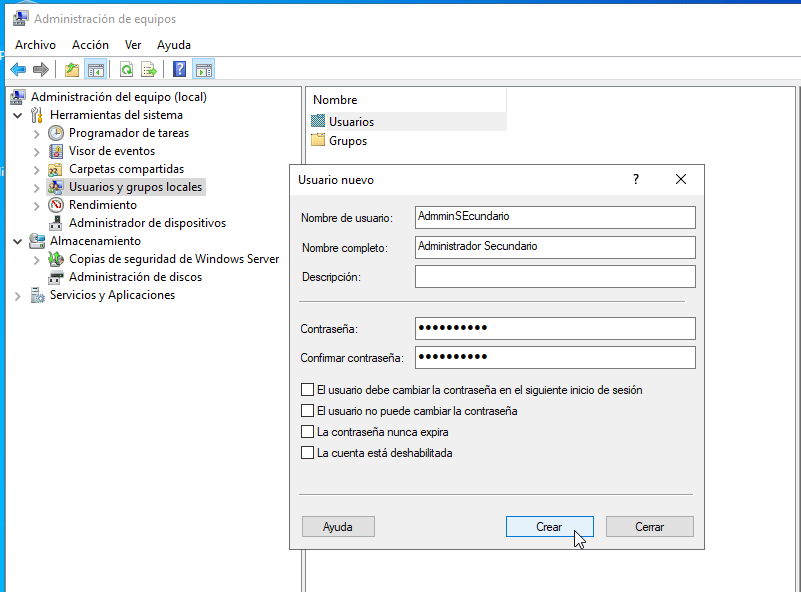 Administración de equipos
Archivo Acción Ver Ayuda
Administración del equipo (local)
Herramientas del sistema
Programador de tareas
Visor de eventos
Carpetas compartidas
Usuarios y grupos locales
Rendimiento
Administrador de dispositivos
Almacenamiento
Copias de seguridad de Windows Server
Administración de discos
Servicios y Aplicaciones
Nombre
Usuarios
Grupos
Usuario nuevo
Nombre de usuario: AdmminSEcundario
Nombre completo: Administrador Secundario
Descripción:
Contraseña: ●●●●●●●●●●
Confirmar contraseña: ●●●●●●●●●●
El usuario debe cambiar la contraseña en el siguiente inicio de sesión
El usuario no puede cambiar la contraseña
La contraseña nunca expira
La cuenta está deshabilitada
Ayuda Crear Cerrar